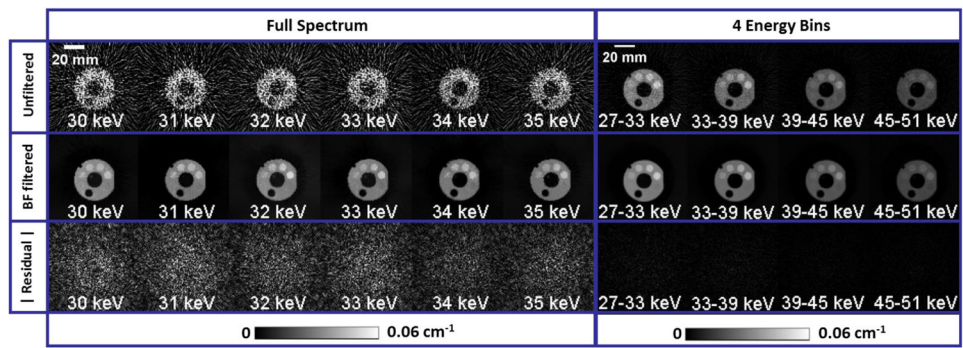 Full Spectrum
4 Energy Bins
Unfiltered
20 mm
20 mm
30 keV 31 keV 32 keV 33 keV 34 keV 35 keV
27-33 keV 33-39 keV 39-45 keV 45-51 keV
BF filtered
30 keV 31 keV 32 keV 33 keV 34 keV 35 keV
27-33 keV 33-39 keV 39-45 keV 45-51 keV
| Residual |
30 keV 31 keV 32 keV 33 keV 34 keV 35 keV
27-33 keV 33-39 keV 39-45 keV 45-51 keV
0 0.06 cm⁻¹
0 0.06 cm⁻¹